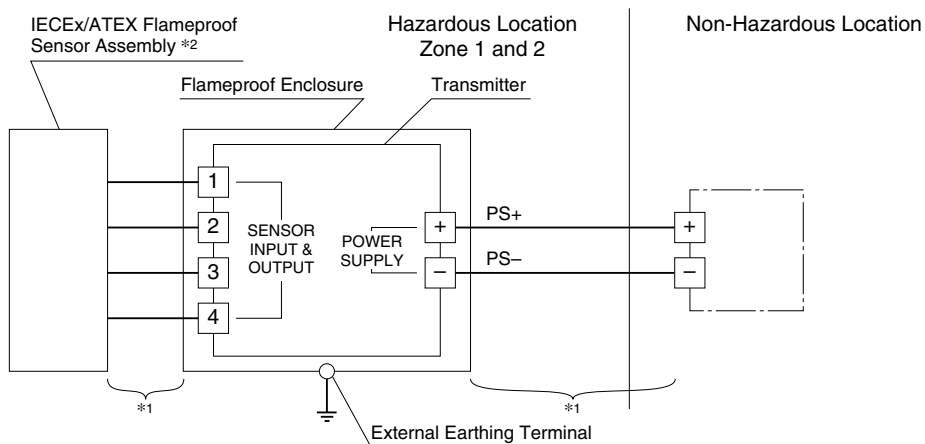 IECEx/ATEX Flameproof
Sensor Assembly *2
Hazardous Location
Zone 1 and 2
Non-Hazardous Location
Flameproof Enclosure
Transmitter
1
2
3
4
SENSOR
INPUT &
OUTPUT
POWER
SUPPLY
+
–
PS+
PS–
+
–
*1
*1
External Earthing Terminal